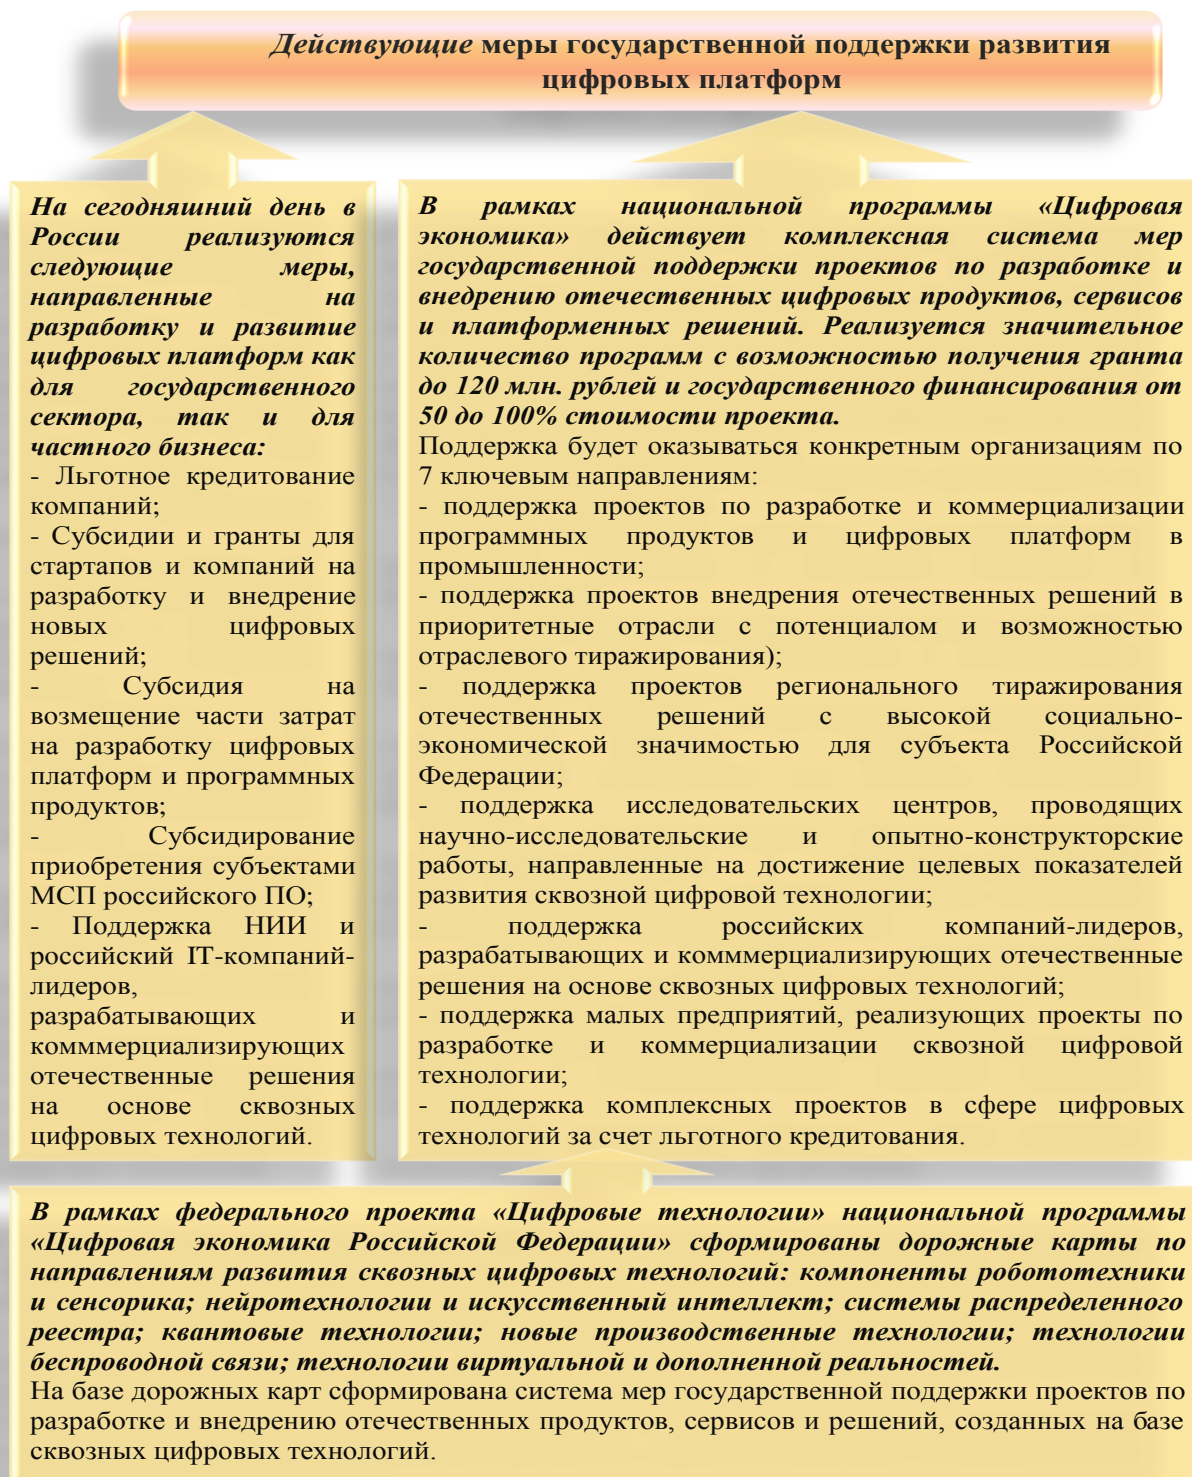 Действующие меры государственной поддержки развития
цифровых платформ
На сегодняшний день в
России реализуются
следующие меры,
направленные на
разработку и развитие
цифровых платформ как
для государственного
сектора, так и для
частного бизнеса:
- Льготное кредитование
компаний;
- Субсидии и гранты для
стартапов и компаний на
разработку и внедрение
новых цифровых
решений;
- Субсидия на
возмещение части затрат
на разработку цифровых
платформ и программных
продуктов;
- Субсидирование
приобретения субъектами
МСП российского ПО;
- Поддержка НИИ и
российский IT-компаний-
лидеров,
разрабатывающих и
комммерциализирующих
отечественные решения
на основе сквозных
цифровых технологий.
В рамках национальной программы «Цифровая
экономика» действует комплексная система мер
государственной поддержки проектов по разработке и
внедрению отечественных цифровых продуктов, сервисов
и платформенных решений. Реализуется значительное
количество программ с возможностью получения гранта
до 120 млн. рублей и государственного финансирования от
50 до 100% стоимости проекта.
Поддержка будет оказываться конкретным организациям по
7 ключевым направлениям:
- поддержка проектов по разработке и коммерциализации
программных продуктов и цифровых платформ в
промышленности;
- поддержка проектов внедрения отечественных решений в
приоритетные отрасли с потенциалом и возможностью
отраслевого тиражирования);
- поддержка проектов регионального тиражирования
отечественных решений с высокой социально-
экономической значимостью для субъекта Российской
Федерации;
- поддержка исследовательских центров, проводящих
научно-исследовательские и опытно-конструкторские
работы, направленные на достижение целевых показателей
развития сквозной цифровой технологии;
- поддержка российских компаний-лидеров,
разрабатывающих и комммерциализирующих отечественные
решения на основе сквозных цифровых технологий;
- поддержка малых предприятий, реализующих проекты по
разработке и коммерциализации сквозной цифровой
технологии;
- поддержка комплексных проектов в сфере цифровых
технологий за счет льготного кредитования.
В рамках федерального проекта «Цифровые технологии» национальной программы
«Цифровая экономика Российской Федерации» сформированы дорожные карты по
направлениям развития сквозных цифровых технологий: компоненты робототехники
и сенсорика; нейротехнологии и искусственный интеллект; системы распределенного
реестра; квантовые технологии; новые производственные технологии; технологии
беспроводной связи; технологии виртуальной и дополненной реальностей.
На базе дорожных карт сформирована система мер государственной поддержки проектов по
разработке и внедрению отечественных продуктов, сервисов и решений, созданных на базе
сквозных цифровых технологий.